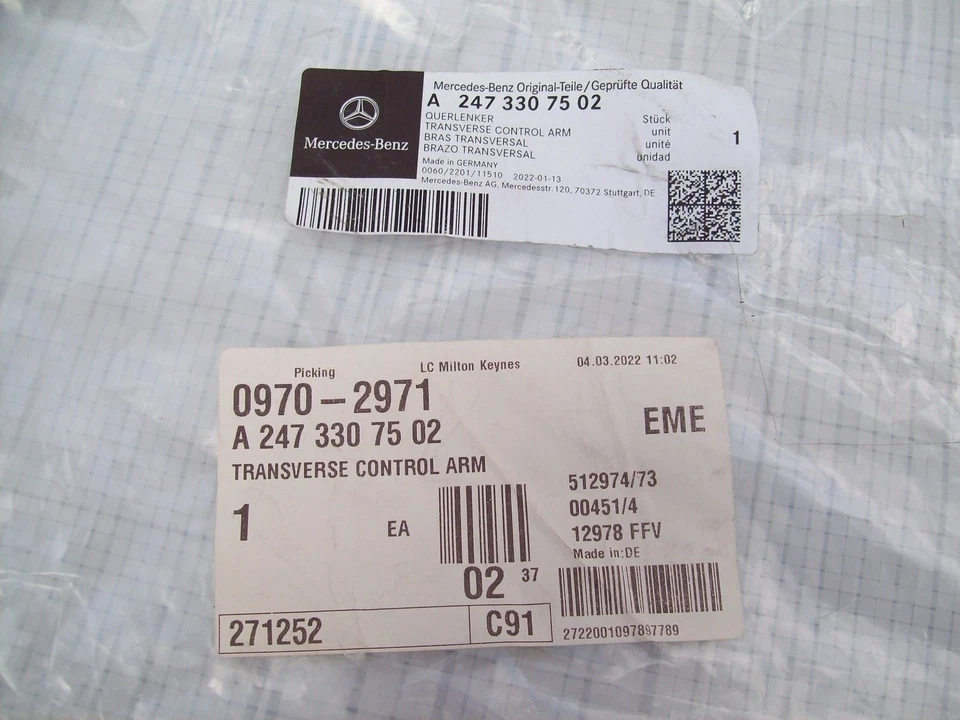 Mercedes-Benz
Mercedes-Benz Original-Teile/Geprüfte Qualität
A 247 330 75 02
QUERLENKER
TRANSVERSE CONTROL ARM
BRAS TRANSVERSAL
BRAZO TRANSVERSAL
Stück
unit
unité
unidad
1
Made in GERMANY
0060/2201/11510 2022-01-13
Mercedes-Benz AG, Mercedesstr. 120, 70372 Stuttgart, DE
Picking LC Milton Keynes 04.03.2022 11:02
0970-2971
A 247 330 75 02
EME
TRANSVERSE CONTROL ARM
1 EA
512974/73
00451/4
12978 FFV
Made in:DE
02 37
271252 C91
2722001097897789